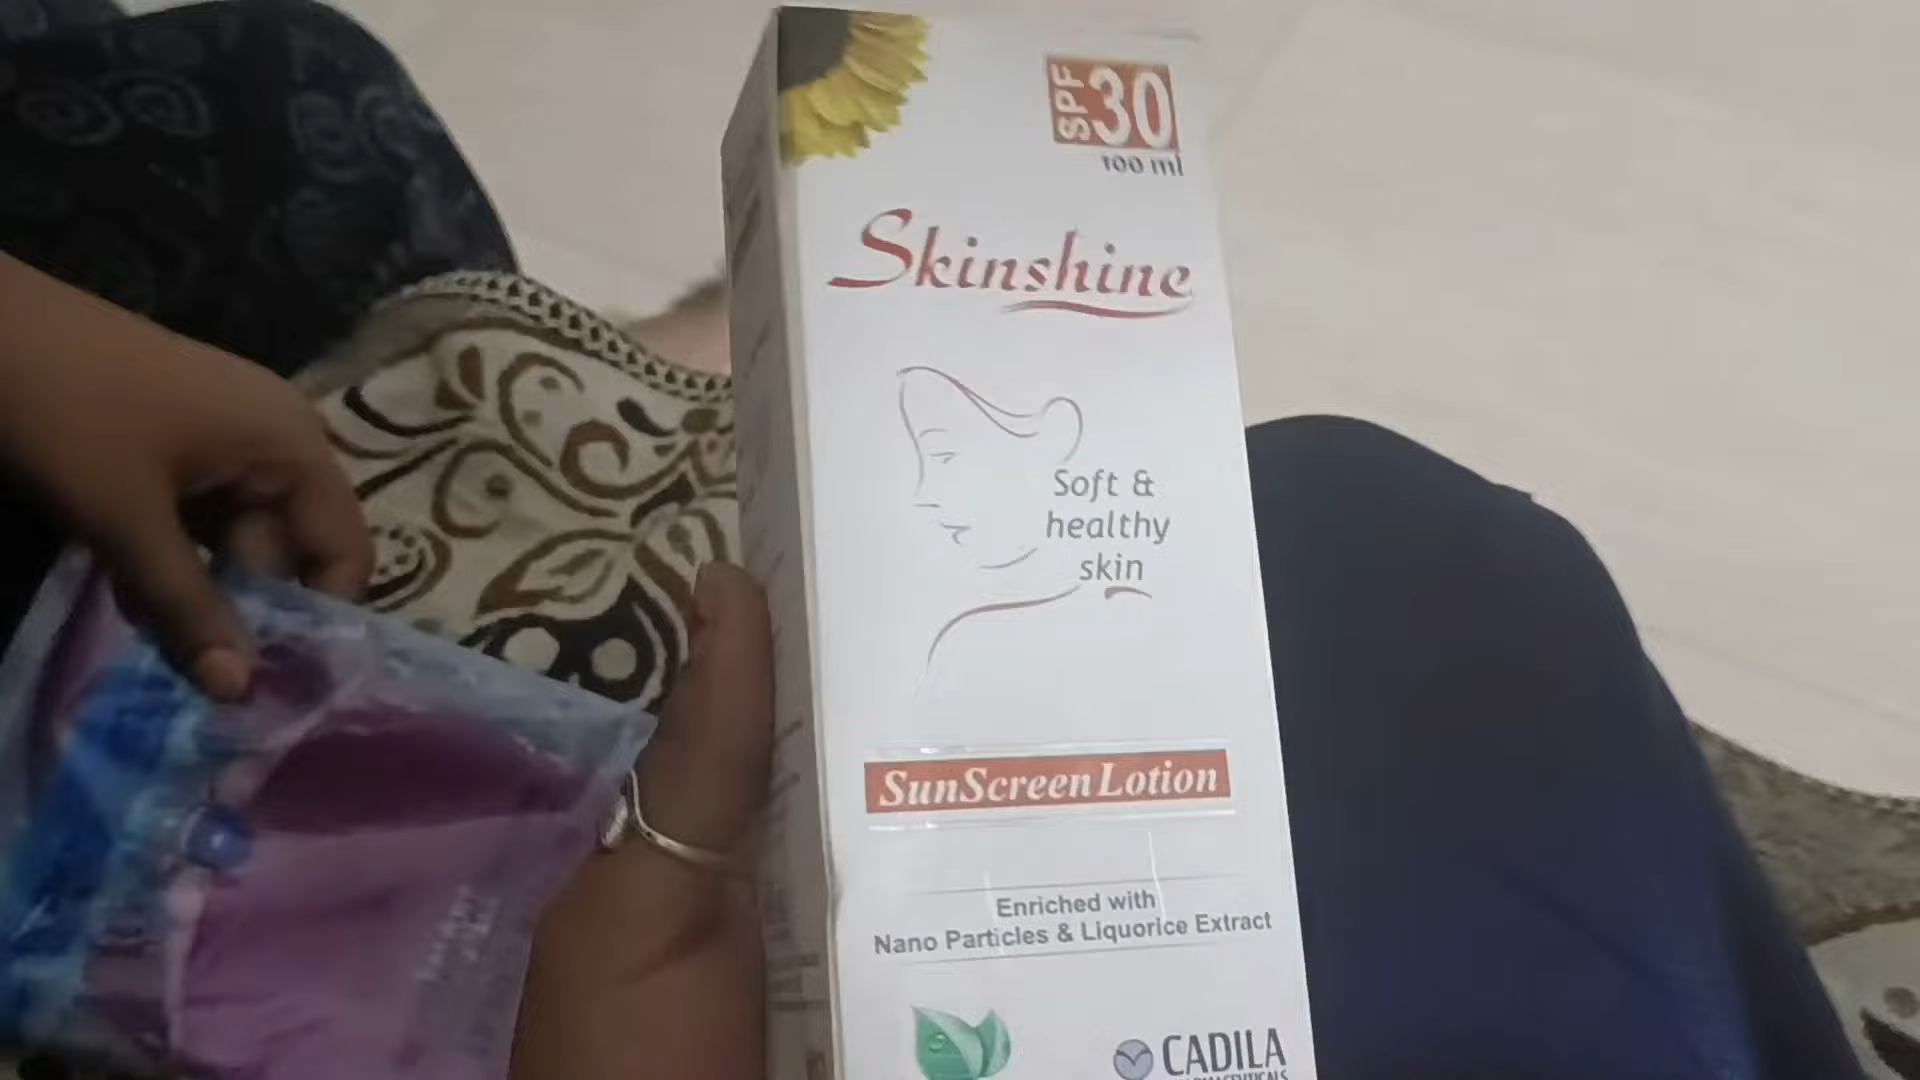 SPF 30
100 ml
Skinshine
Soft &
healthy
skin
SunScreen Lotion
Enriched with
Nano Particles & Liquorice Extract
CADILA